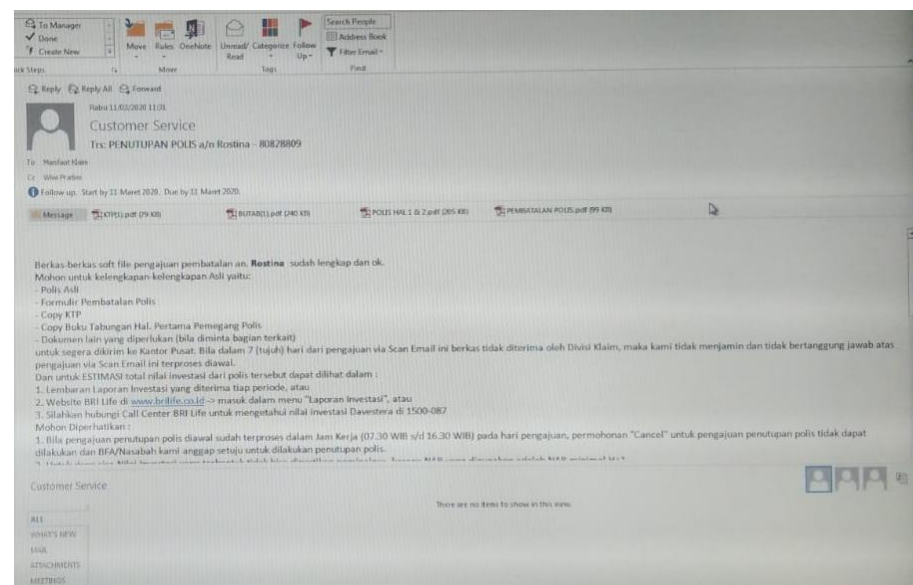 To Manager
Done
Create New
Move
Rules
OneNote
Unread/ Read
Categorize
Follow Up
Search People
Address Book
Filter Email
Steps
Move
Tags
Find
Reply Reply All Forward
Rabu 11/03/2020 11:31
Customer Service
Trs: PENUTUPAN POLIS a/n Rostina - 80828809
To Manfaat Klaim
Cc
Follow up. Start by 11 Maret 2020. Due by 11 Maret 2020.
Message KTP(1).pdf (79 KB) BUTAB(1).pdf (240 KB) POLIS HAL 1 & 2.pdf (205 KB) PEMBATALAN POLIS.pdf (99 KB)
Berkas-berkas soft file pengajuan pembatalan an. Rostina sudah lengkap dan ok.
Mohon untuk kelengkapan-kelengkapan Asli yaitu:
- Polis Asli
- Formulir Pembatalan Polis
- Copy KTP
- Copy Buku Tabungan Hal. Pertama Pemegang Polis
- Dokumen lain yang diperlukan (bila diminta bagian terkait)
untuk segera dikirim ke Kantor Pusat. Bila dalam 7 (tujuh) hari dari pengajuan via Scan Email ini berkas tidak diterima oleh Divisi Klaim, maka kami tidak menjamin dan tidak bertanggung jawab atas
pengajuan via Scan Email ini terproses diawal.
Dan untuk ESTIMASI total nilai investasi dari polis tersebut dapat dilihat dalam :
1. Lembaran Laporan Investasi yang diterima tiap periode, atau
2. Website BRI Life di www.brilife.co.id -> masuk dalam menu "Laporan Investasi", atau
3. Silahkan hubungi Call Center BRI Life untuk mengetahui nilai investasi Davestera di 1500-087
Mohon Diperhatikan :
1. Bila pengajuan penutupan polis diawal sudah terproses dalam Jam Kerja (07.30 WIB s/d 16.30 WIB) pada hari pengajuan, permohonan "Cancel" untuk pengajuan penutupan polis tidak dapat
dilakukan dan BFA/Nasabah kami anggap setuju untuk dilakukan penutupan polis.
Customer Service
There are no items to show in this view.
ALL
WHAT'S NEW
MAIL
ATTACHMENTS
MEETINGS